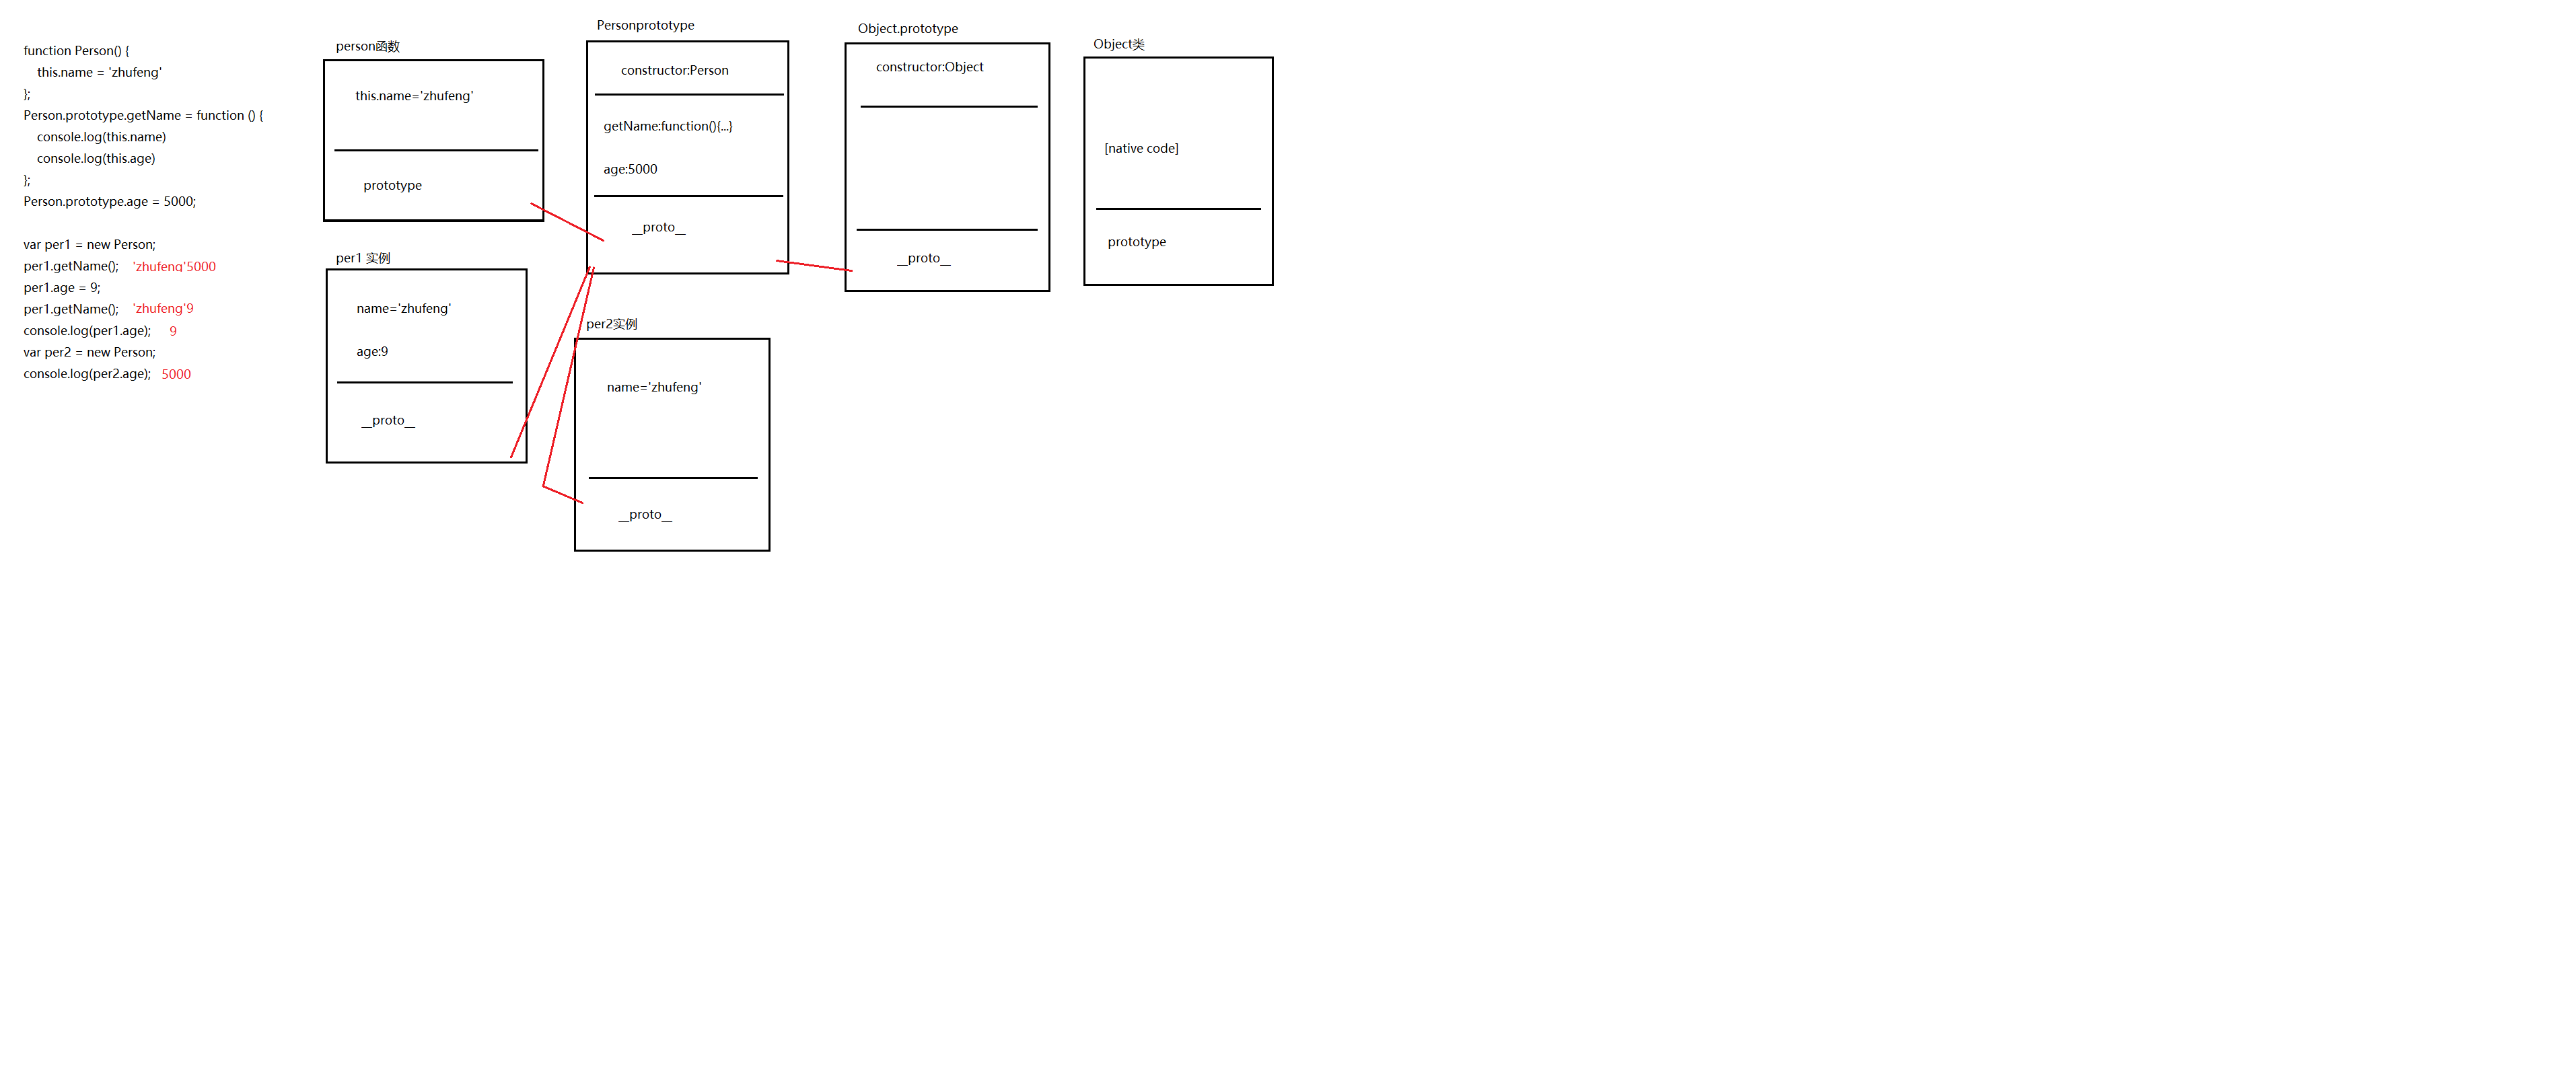 function Person() {
this.name = 'zhufeng'
};
Person.prototype.getName = function () {
console.log(this.name)
console.log(this.age)
};
Person.prototype.age = 5000;
var per1 = new Person;
per1.getName(); 'zhufeng'5000
per1.age = 9;
per1.getName(); 'zhufeng'9
console.log(per1.age); 9
var per2 = new Person;
console.log(per2.age); 5000
person函数
this.name='zhufeng'
prototype
per1 实例
name='zhufeng'
age:9
__proto__
Personprototype
constructor:Person
getName:function(){...}
age:5000
__proto__
per2实例
name='zhufeng'
__proto__
Object.prototype
constructor:Object
__proto__
Object类
[native code]
prototype